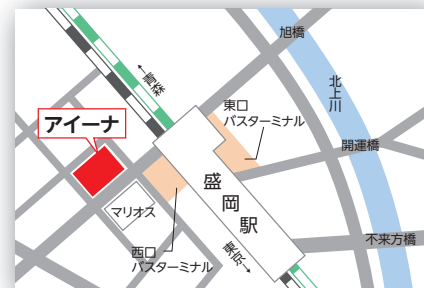 旭橋
北上川
↑青森
東口
バスターミナル
アイーナ
開運橋
盛岡駅
マリオス
不来方橋
西口
バスターミナル
東京↓